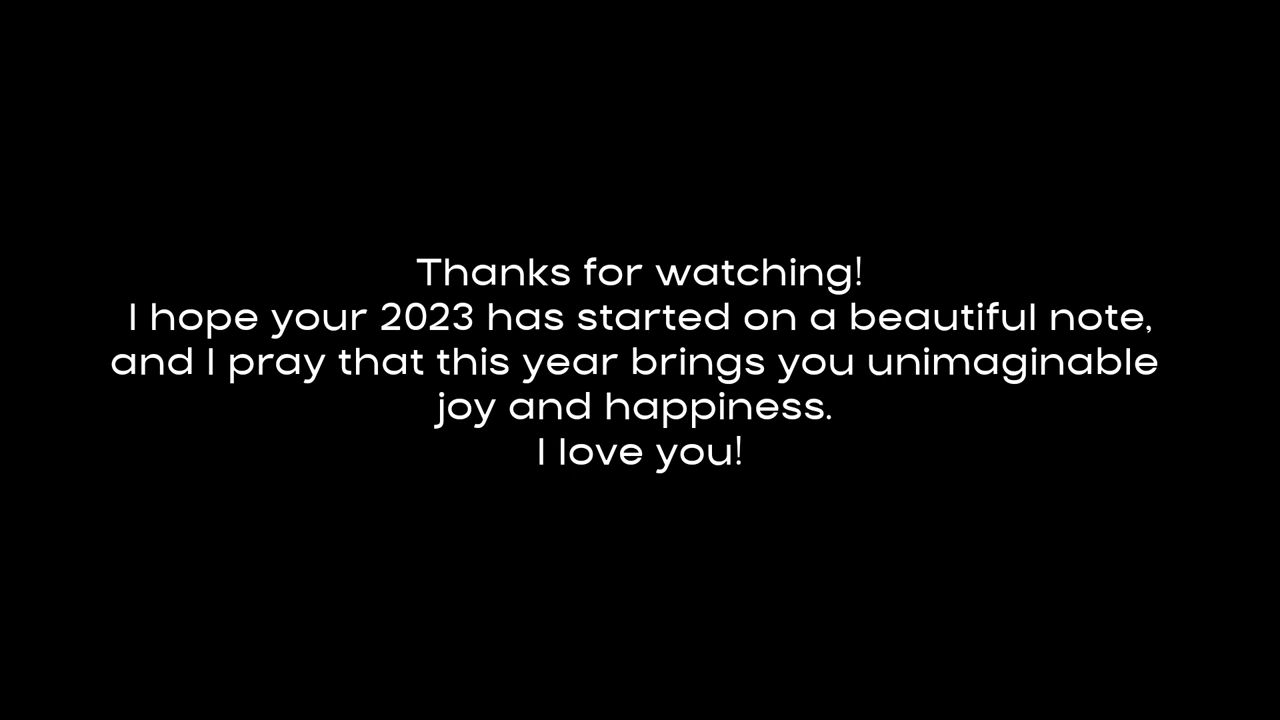 Thanks for watching!
I hope your 2023 has started on a beautiful note,
and I pray that this year brings you unimaginable
joy and happiness.
I love you!